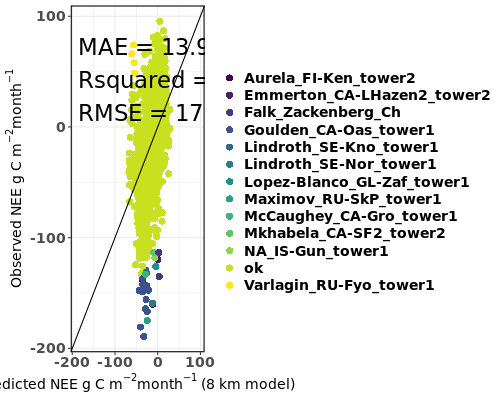 100
0
-100
-200
Observed NEE g C m⁻²month⁻¹
MAE = 13.9
Rsquared =
RMSE = 17
-200 -100 0 100
edicted NEE g C m⁻²month⁻¹ (8 km model)
Aurela_FI-Ken_tower2
Emmerton_CA-LHazen2_tower2
Falk_Zackenberg_Ch
Goulden_CA-Oas_tower1
Lindroth_SE-Kno_tower1
Lindroth_SE-Nor_tower1
Lopez-Blanco_GL-Zaf_tower1
Maximov_RU-SkP_tower1
McCaughey_CA-Gro_tower1
Mkhabela_CA-SF2_tower2
NA_IS-Gun_tower1
ok
Varlagin_RU-Fyo_tower1